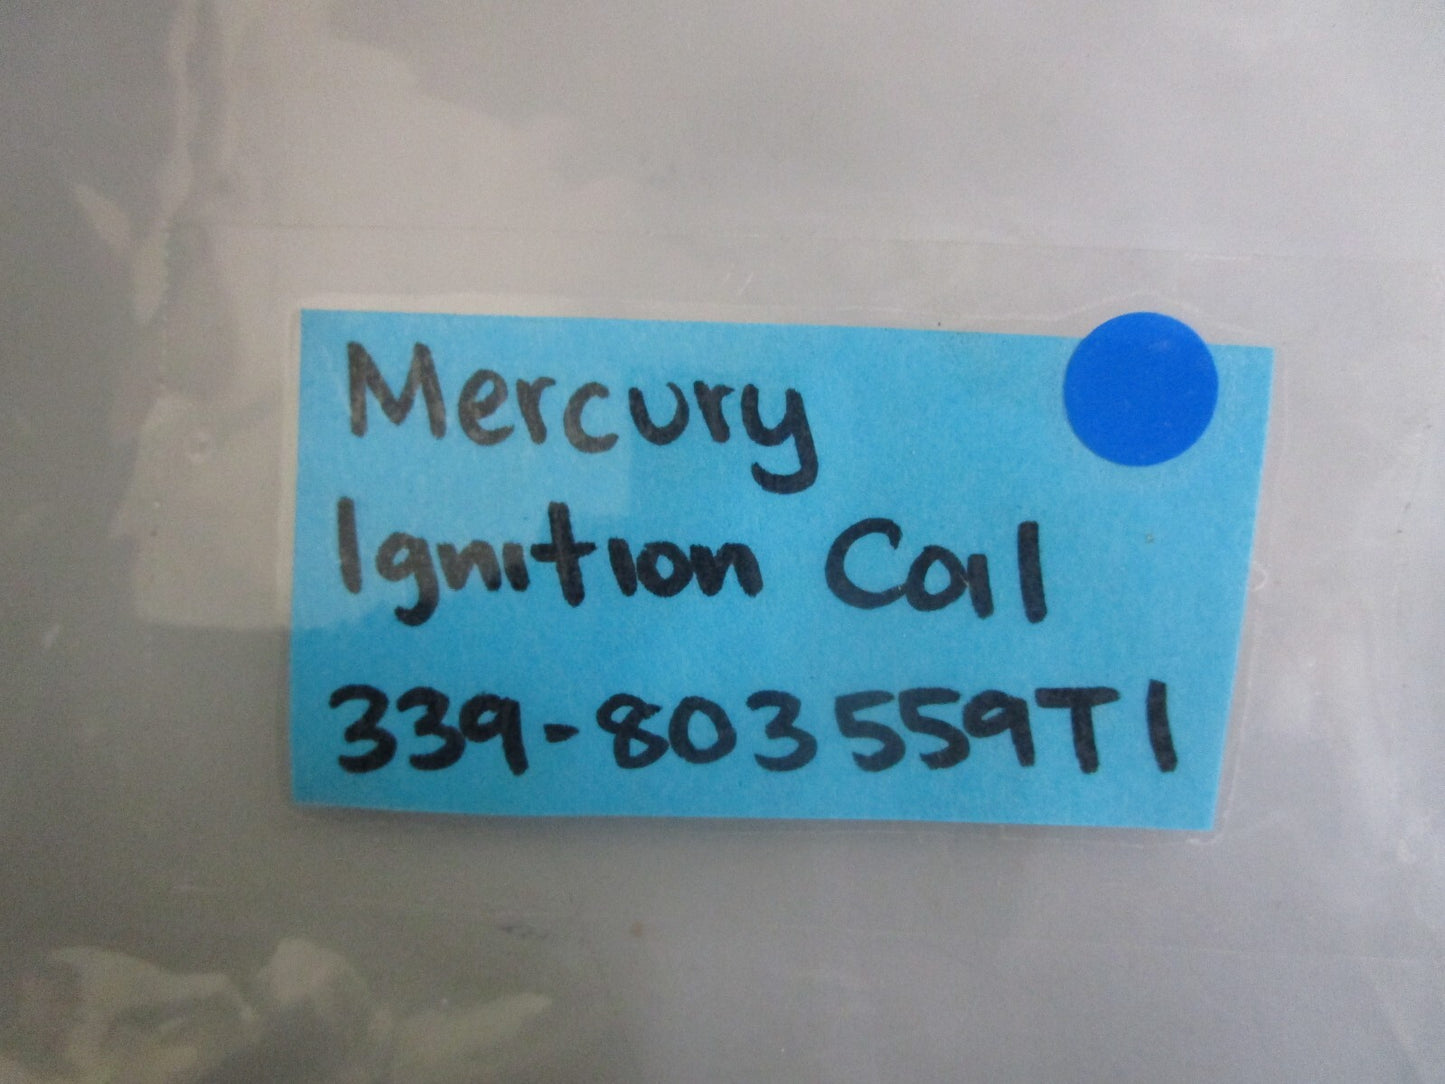 Mercury
Ignition Coil
339-803559T1